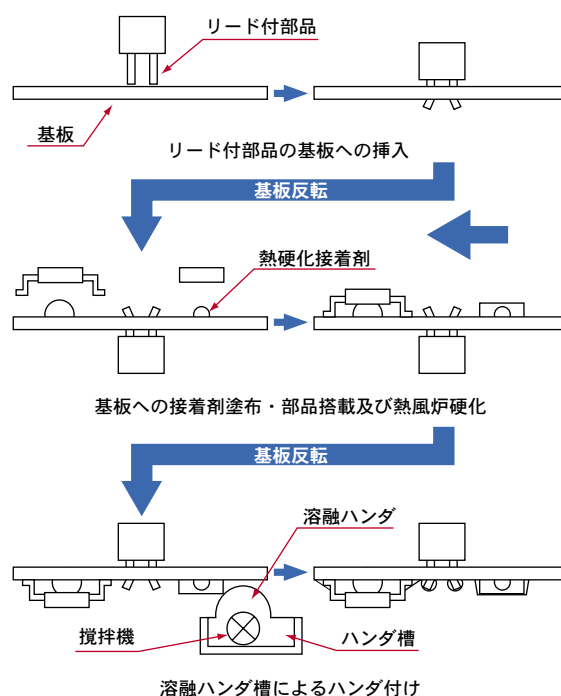 リード付部品
基板
リード付部品の基板への挿入
基板反転
熱硬化接着剤
基板への接着剤塗布・部品搭載及び熱風炉硬化
基板反転
溶融ハンダ
撹拌機
ハンダ槽
溶融ハンダ槽によるハンダ付け